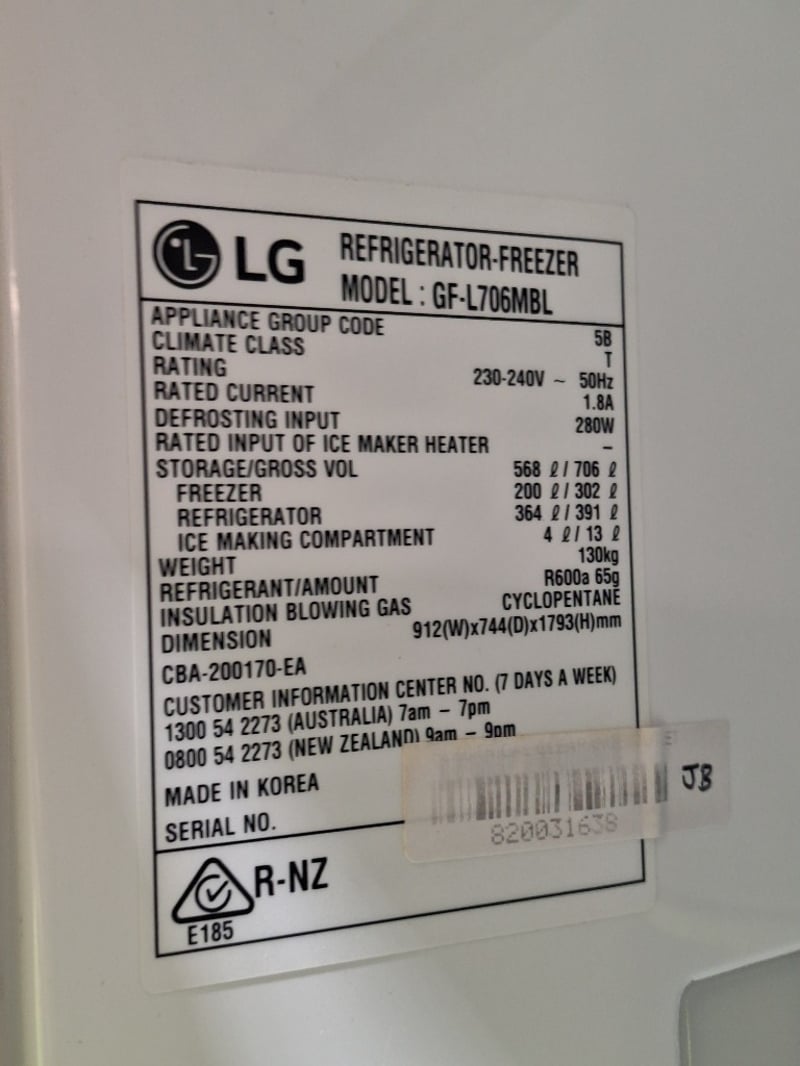 LG REFRIGERATOR-FREEZER
MODEL : GF-L706MBL
APPLIANCE GROUP CODE 5B
CLIMATE CLASS T
RATING 230-240V ~ 50Hz
RATED CURRENT 1.8A
DEFROSTING INPUT 280W
RATED INPUT OF ICE MAKER HEATER –
STORAGE/GROSS VOL 568 ℓ / 706 ℓ
FREEZER 200 ℓ / 302 ℓ
REFRIGERATOR 364 ℓ / 391 ℓ
ICE MAKING COMPARTMENT 4 ℓ / 13 ℓ
WEIGHT 130kg
REFRIGERANT/AMOUNT R600a 65g
INSULATION BLOWING GAS CYCLOPENTANE
DIMENSION 912(W)x744(D)x1793(H)mm
CBA-200170-EA
CUSTOMER INFORMATION CENTER NO. (7 DAYS A WEEK)
1300 54 2273 (AUSTRALIA) 7am – 7pm
0800 54 2273 (NEW ZEALAND) 9am – 9pm
MADE IN KOREA
JB
SERIAL NO.
820031638
R-NZ
E185